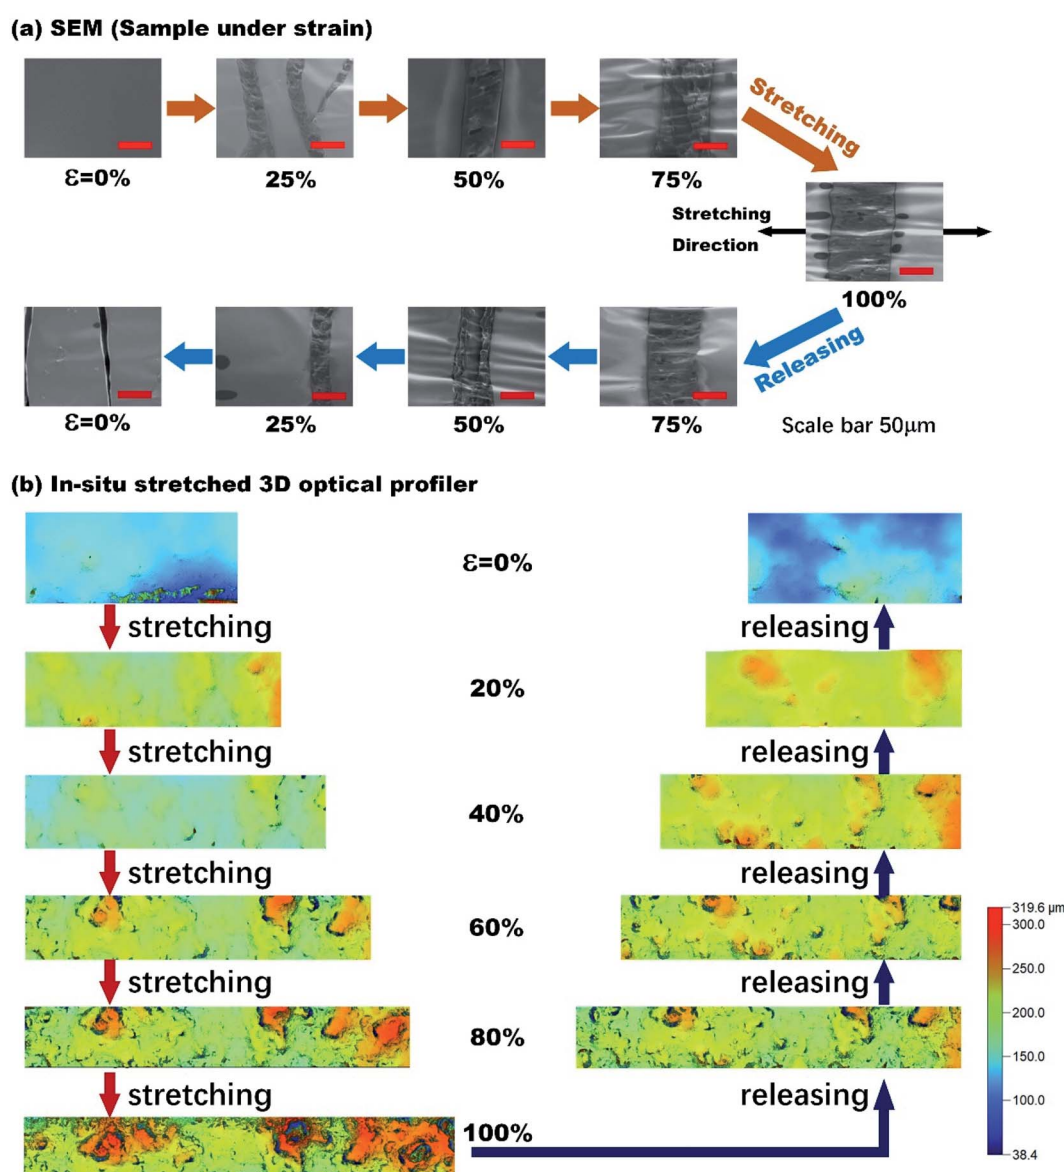 (a) SEM (Sample under strain)
Stretching
ε=0%
25%
50%
75%
Stretching
Direction
100%
Releasing
ε=0%
25%
50%
75%
Scale bar 50μm
(b) In-situ stretched 3D optical profiler
ε=0%
stretching
releasing
20%
stretching
releasing
40%
stretching
releasing
60%
319.6 μm
300.0
stretching
releasing
250.0
200.0
80%
150.0
stretching
releasing
100.0
100%
38.4